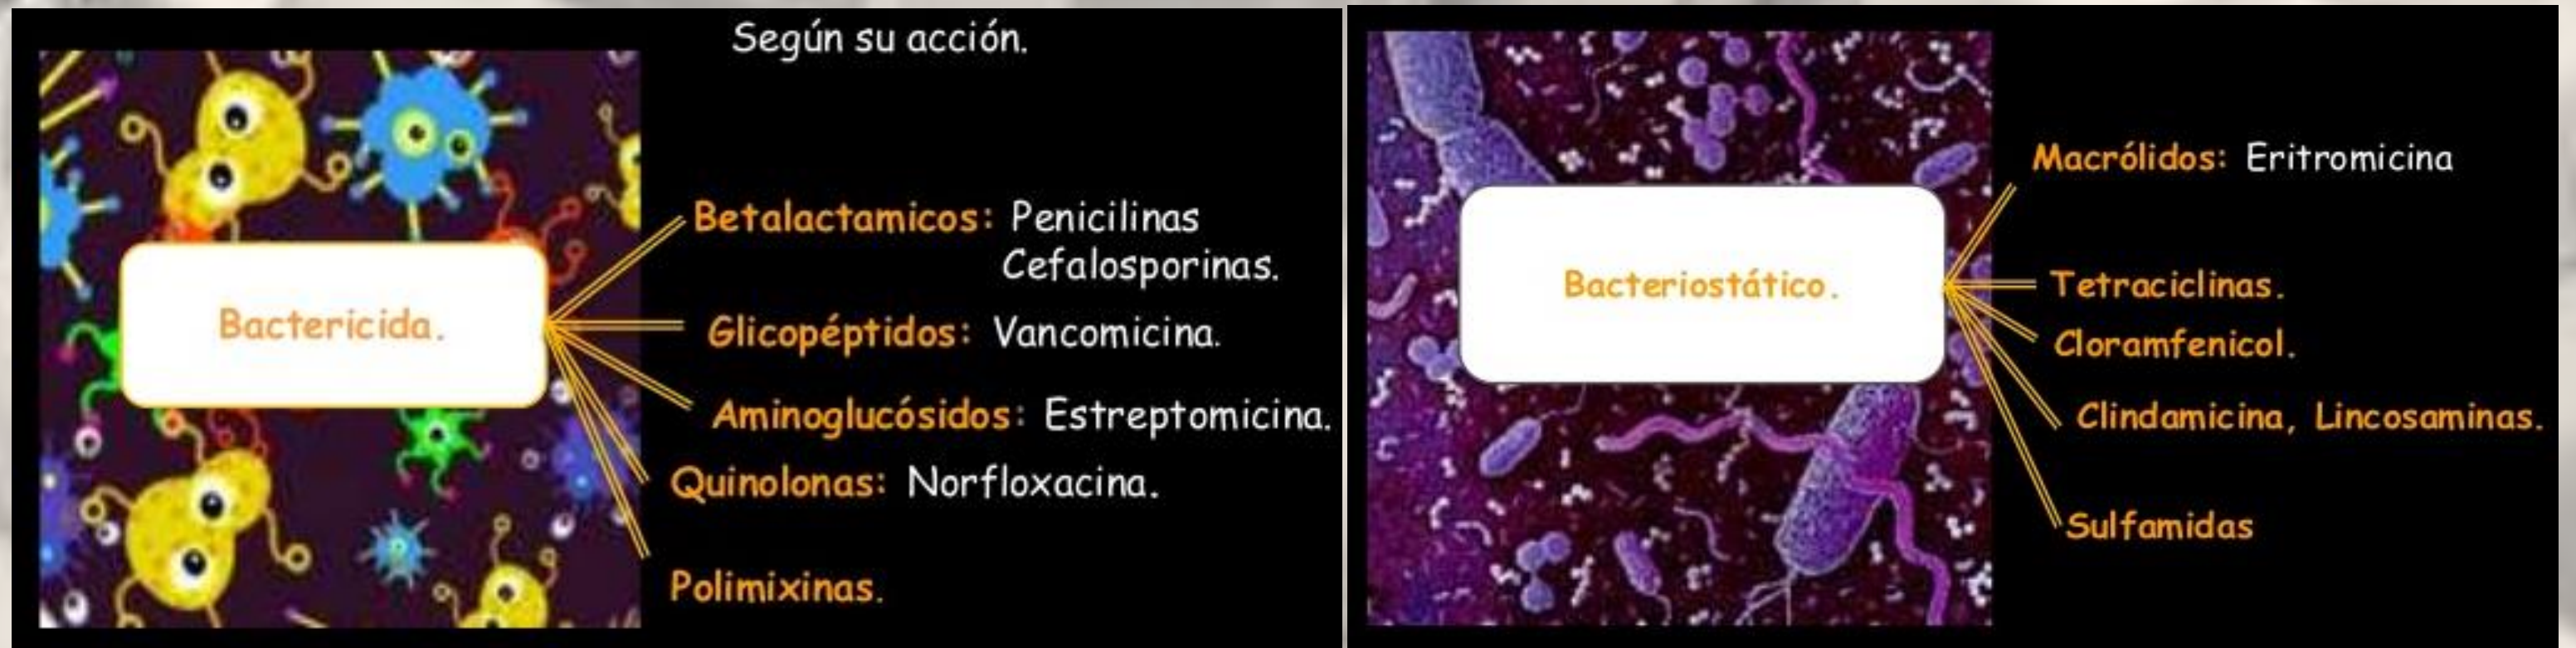 Según su acción.
Bactericida.
Betalactamicos: Penicilinas
Cefalosporinas.
Glicopéptidos: Vancomicina.
Aminoglucósidos: Estreptomicina.
Quinolonas: Norfloxacina.
Polimixinas.
Bacteriostático.
Macrólidos: Eritromicina
Tetraciclinas.
Cloramfenicol.
Clindamicina, Lincosaminas.
Sulfamidas